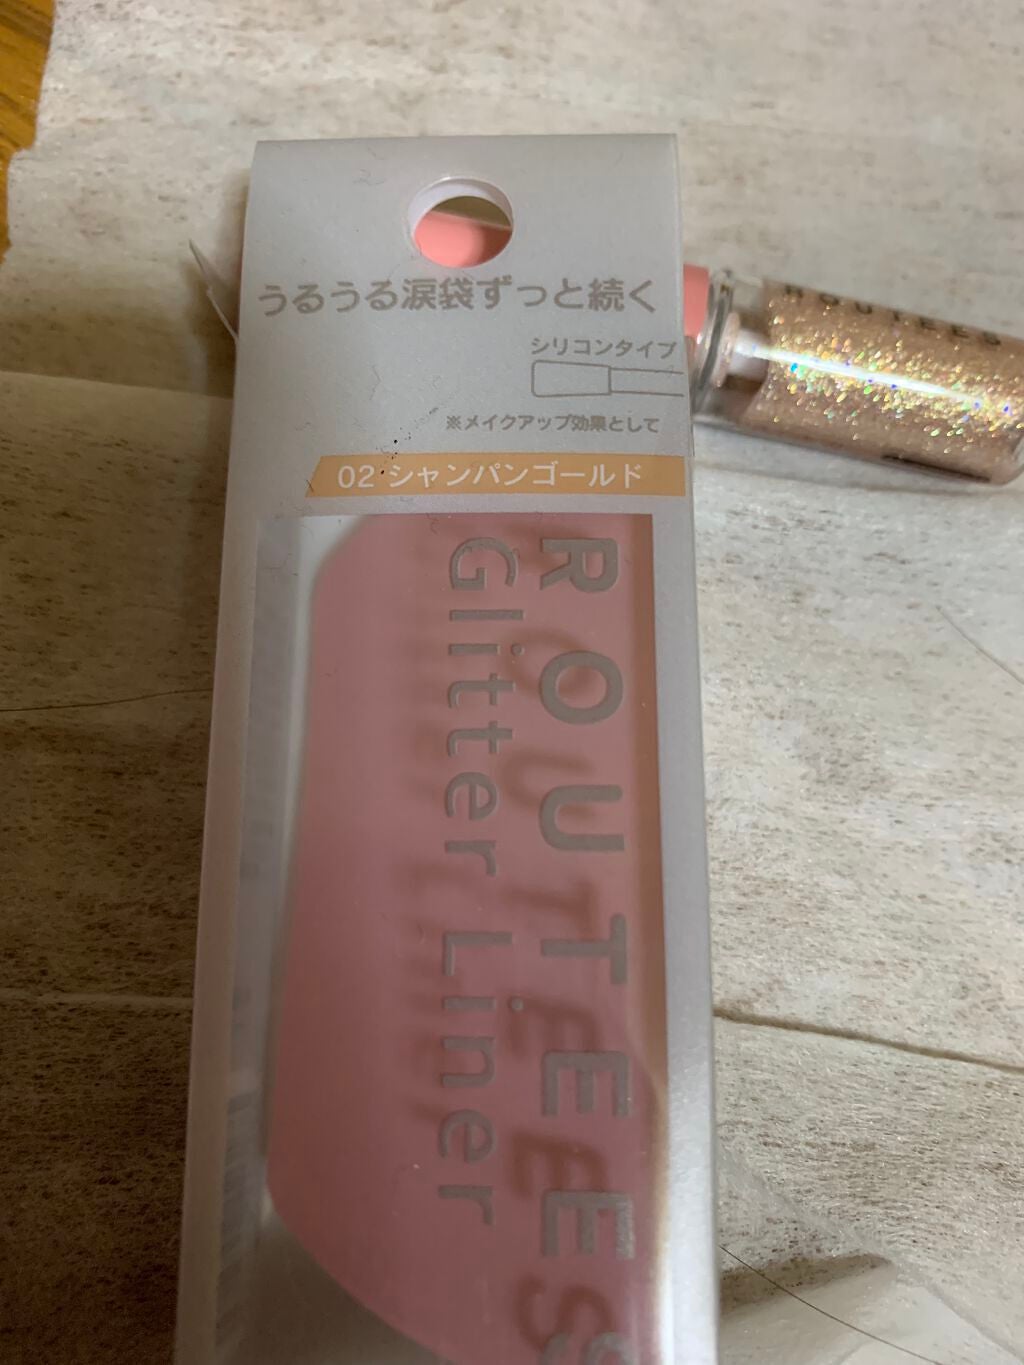 うるうる涙袋ずっと続く
シリコンタイプ
※メイクアップ効果として
02 シャンパンゴールド
ROUTEES
Glitter Liner
ROUTEES